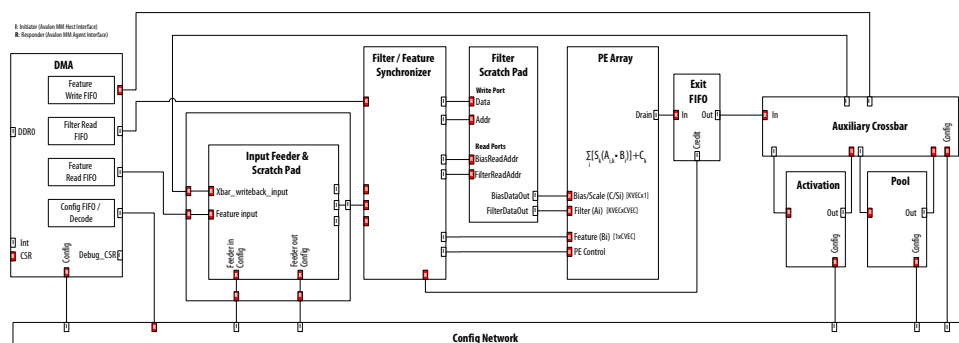 I: Initiator (Avalon MM Host Interface)
R: Responder (Avalon MM Agent Interface)
DMA
Feature
Write FIFO
DDR0
Filter Read
FIFO
Feature
Read FIFO
Config FIFO /
Decode
Int
CSR
Config
Debug_CSR
Input Feeder &
Scratch Pad
Xbar_writeback_input
Feature input
Feeder in
Config
Feeder out
Config
Filter / Feature
Synchronizer
Filter
Scratch Pad
Write Port
Data
Addr
Read Ports
BiasReadAddr
FilterReadAddr
BiasDataOut
FilterDataOut
PE Array
Drain
∑i[Sk(Ai,k • Bi)]+Ck
Bias/Scale (C/Si) [KVECx1]
Filter (Ai) [KVECxCVEC]
Feature (Bi) [1xCVEC]
PE Control
Exit
FIFO
In
Out
Credit
In
Auxiliary Crossbar
Config
Activation
Out
Config
Pool
Out
Config
Config Network